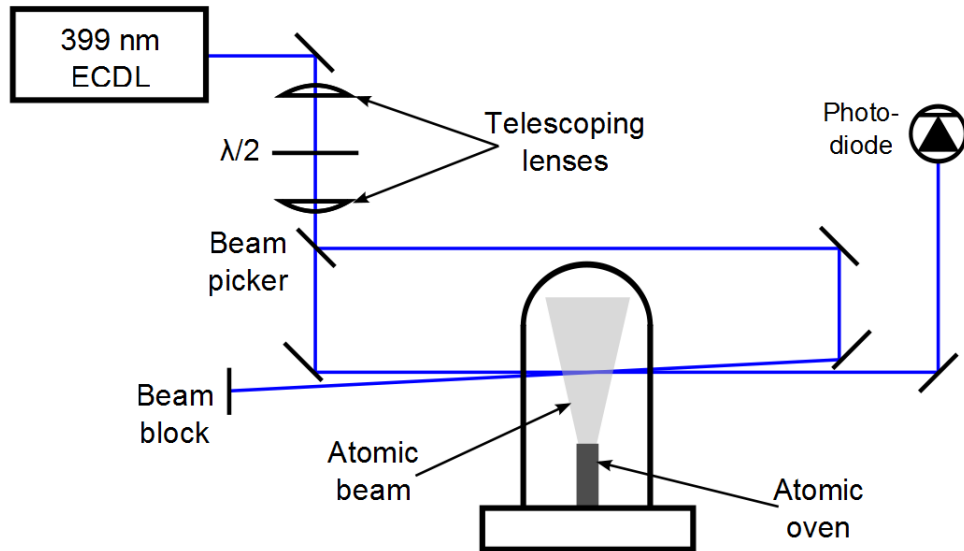 399 nm
ECDL
Telescoping
lenses
λ/2
Photo-
diode
Beam
picker
Beam
block
Atomic
beam
Atomic
oven